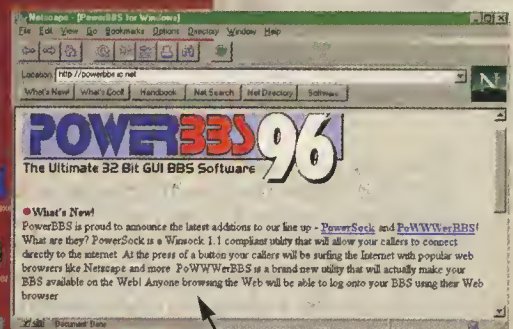 Netscape - [PowerBBS for Windows]
File Edit View Go Bookmarks Options Directory Window Help
Location: http://powerbbs.ic.net
What's New! What's Cool! Handbook Net Search Net Directory Software
N
POWERBBS 96
The Ultimate 32 Bit GUI BBS Software
What's New!
PowerBBS is proud to announce the latest additions to our line up - PowerSock and PoWWWerBBS!
What are they? PowerSock is a Winsock 1.1 compliant utility that will allow your callers to connect
directly to the internet. At the press of a button your callers will be surfing the Internet with popular web
browsers like Netscape and more. PoWWWerBBS is a brand new utility that will actually make your
BBS available on the Web! Anyone browsing the Web will be able to log onto your BBS using their Web
browser
Document: Done